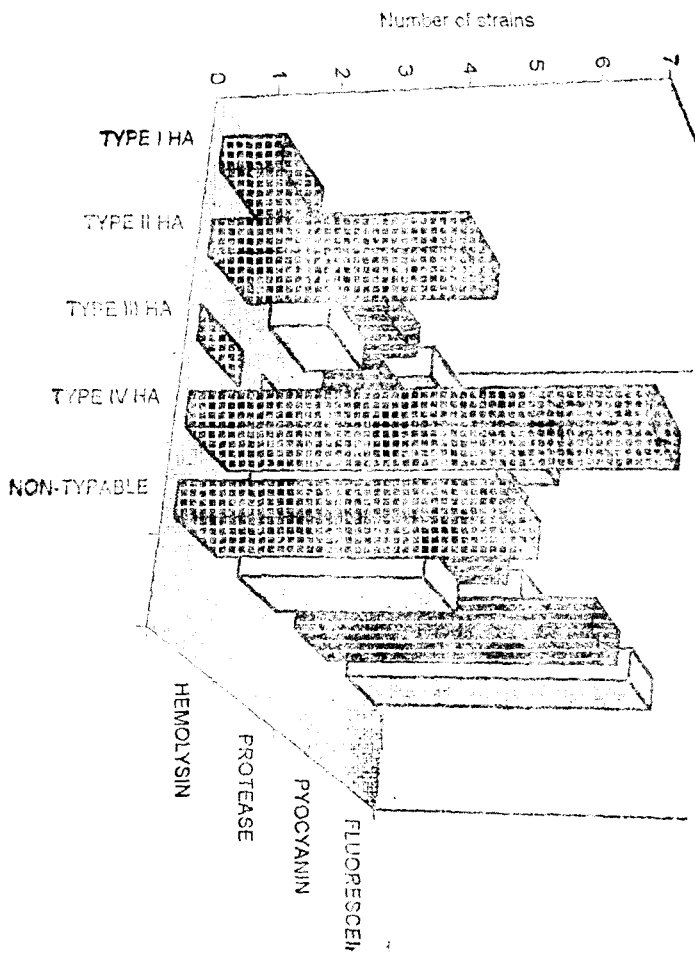 Number of strains
0 1 2 3 4 5 6 7
TYPE I HA
TYPE II HA
TYPE III HA
TYPE IV HA
NON-TYPABLE
HEMOLYSIN
PROTEASE
PYOCYANIN
FLUORESCEI